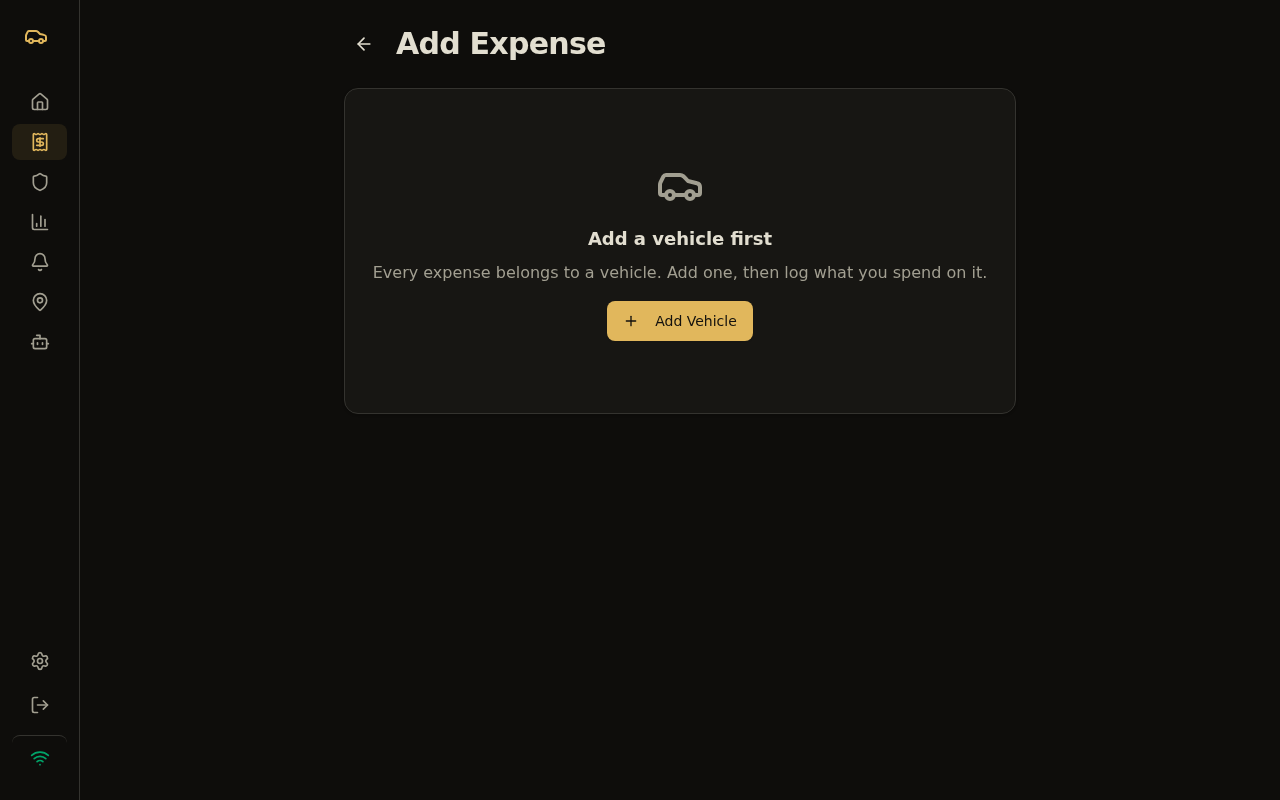 Add Expense
Add a vehicle first
Every expense belongs to a vehicle. Add one, then log what you spend on it.
Add Vehicle